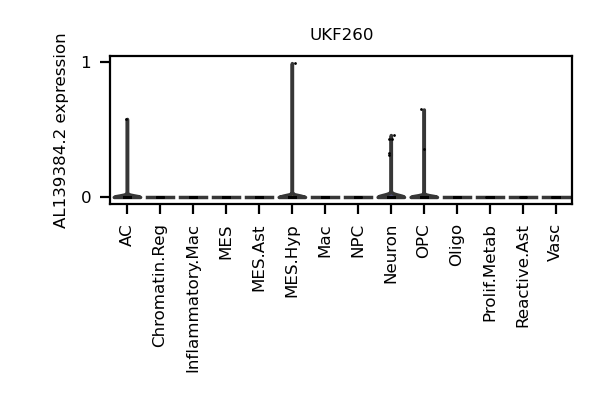 UKF260
AL139384.2 expression
1
0
AC
Chromatin.Reg
Inflammatory.Mac
MES
MES.Ast
MES.Hyp
Mac
NPC
Neuron
OPC
Oligo
Prolif.Metab
Reactive.Ast
Vasc